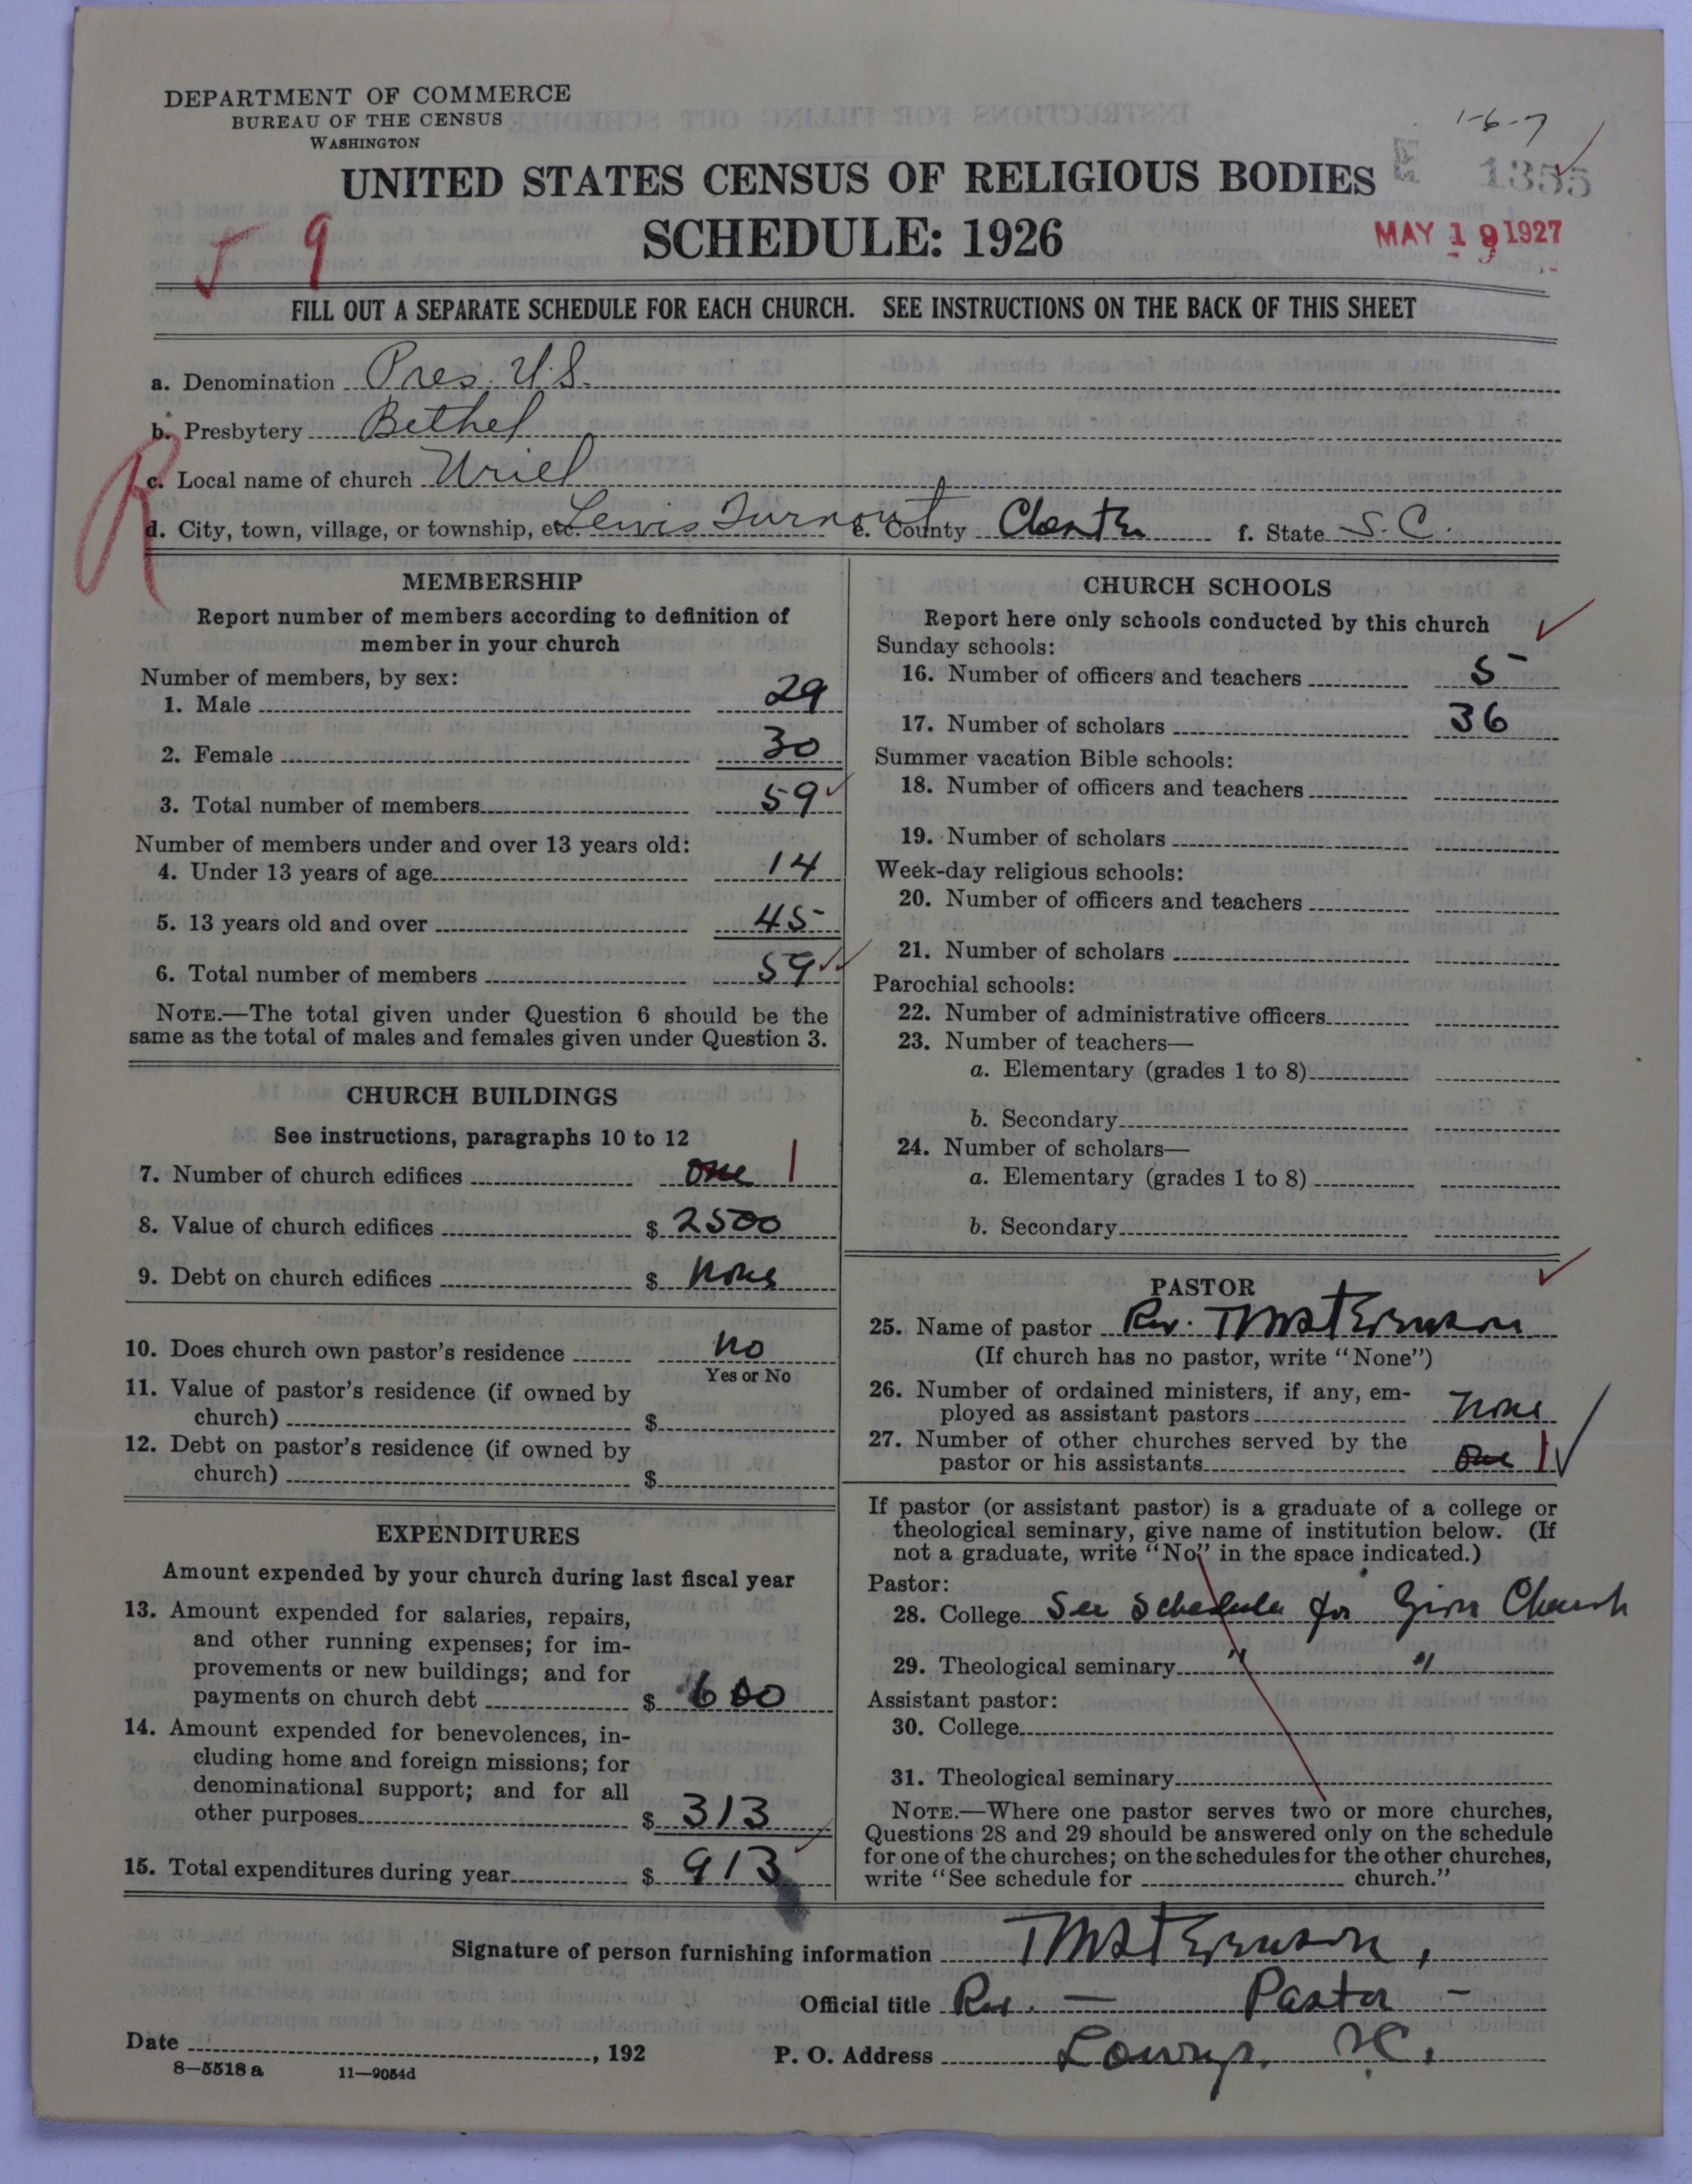 DEPARTMENT OF COMMERCE
BUREAU OF THE CENSUS
WASHINGTON
1-6-7
1355
UNITED STATES CENSUS OF RELIGIOUS BODIES
SCHEDULE: 1926
MAY 19 1927
9
FILL OUT A SEPARATE SCHEDULE FOR EACH CHURCH. SEE INSTRUCTIONS ON THE BACK OF THIS SHEET
a. Denomination Pres. U.S.
b. Presbytery Bethel
R
c. Local name of church Uriel
d. City, town, village, or township, etc. Lewis Turnout e. County Chester f. State S.C.
MEMBERSHIP
Report number of members according to definition of
member in your church
Number of members, by sex:
1. Male 29
2. Female 30
3. Total number of members 59
Number of members under and over 13 years old:
4. Under 13 years of age 14
5. 13 years old and over 45
6. Total number of members 59
NOTE.—The total given under Question 6 should be the
same as the total of males and females given under Question 3.
CHURCH BUILDINGS
See instructions, paragraphs 10 to 12
7. Number of church edifices one 1
8. Value of church edifices $ 2500
9. Debt on church edifices $ None
10. Does church own pastor's residence No
Yes or No
11. Value of pastor's residence (if owned by
church) $
12. Debt on pastor's residence (if owned by
church) $
EXPENDITURES
Amount expended by your church during last fiscal year
13. Amount expended for salaries, repairs,
and other running expenses; for im-
provements or new buildings; and for
payments on church debt $ 600
14. Amount expended for benevolences, in-
cluding home and foreign missions; for
denominational support; and for all
other purposes $ 313
15. Total expenditures during year $ 913
CHURCH SCHOOLS
Report here only schools conducted by this church
Sunday schools:
16. Number of officers and teachers 5
17. Number of scholars 36
Summer vacation Bible schools:
18. Number of officers and teachers
19. Number of scholars
Week-day religious schools:
20. Number of officers and teachers
21. Number of scholars
Parochial schools:
22. Number of administrative officers
23. Number of teachers—
a. Elementary (grades 1 to 8)
b. Secondary
24. Number of scholars—
a. Elementary (grades 1 to 8)
b. Secondary
PASTOR
25. Name of pastor Rev.
(If church has no pastor, write "None")
26. Number of ordained ministers, if any, em-
ployed as assistant pastors None
27. Number of other churches served by the
pastor or his assistants One 1
If pastor (or assistant pastor) is a graduate of a college or
theological seminary, give name of institution below. (If
not a graduate, write "No" in the space indicated.)
Pastor:
28. College See Schedule for Zion Church
29. Theological seminary " "
Assistant pastor:
30. College
31. Theological seminary
NOTE.—Where one pastor serves two or more churches,
Questions 28 and 29 should be answered only on the schedule
for one of the churches; on the schedules for the other churches,
write "See schedule for church."
Signature of person furnishing information
Official title Rev. — Pastor —
Date , 192
P. O. Address Lowrys. S.C.
8—5518 a 11—9054d